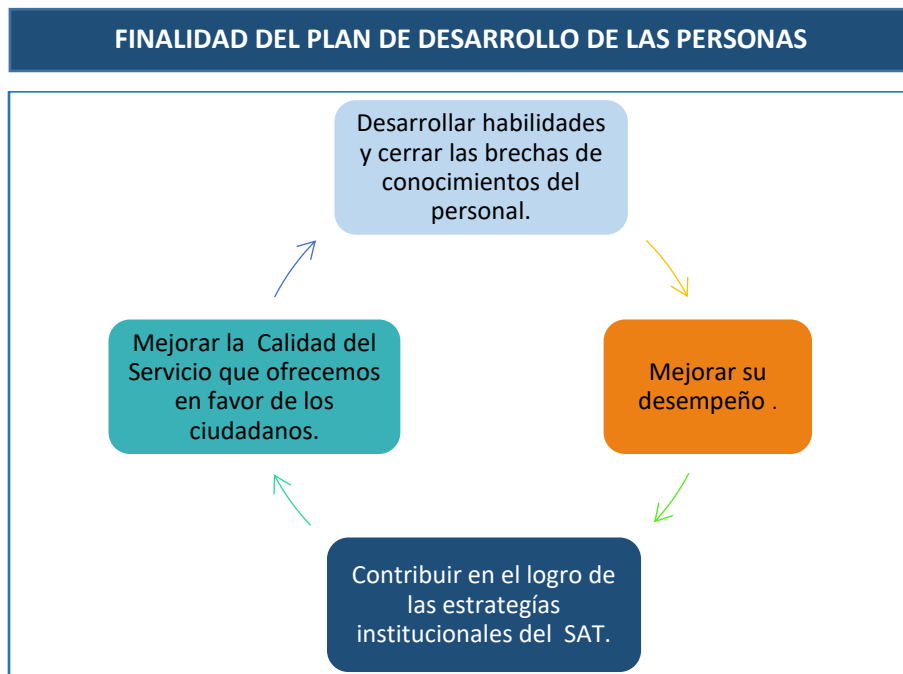 FINALIDAD DEL PLAN DE DESARROLLO DE LAS PERSONAS
Desarrollar habilidades
y cerrar las brechas de
conocimientos del
personal.
Mejorar su
desempeño .
Contribuir en el logro de
las estrategías
institucionales del  SAT.
Mejorar la  Calidad del
Servicio que ofrecemos
en favor de los
ciudadanos.